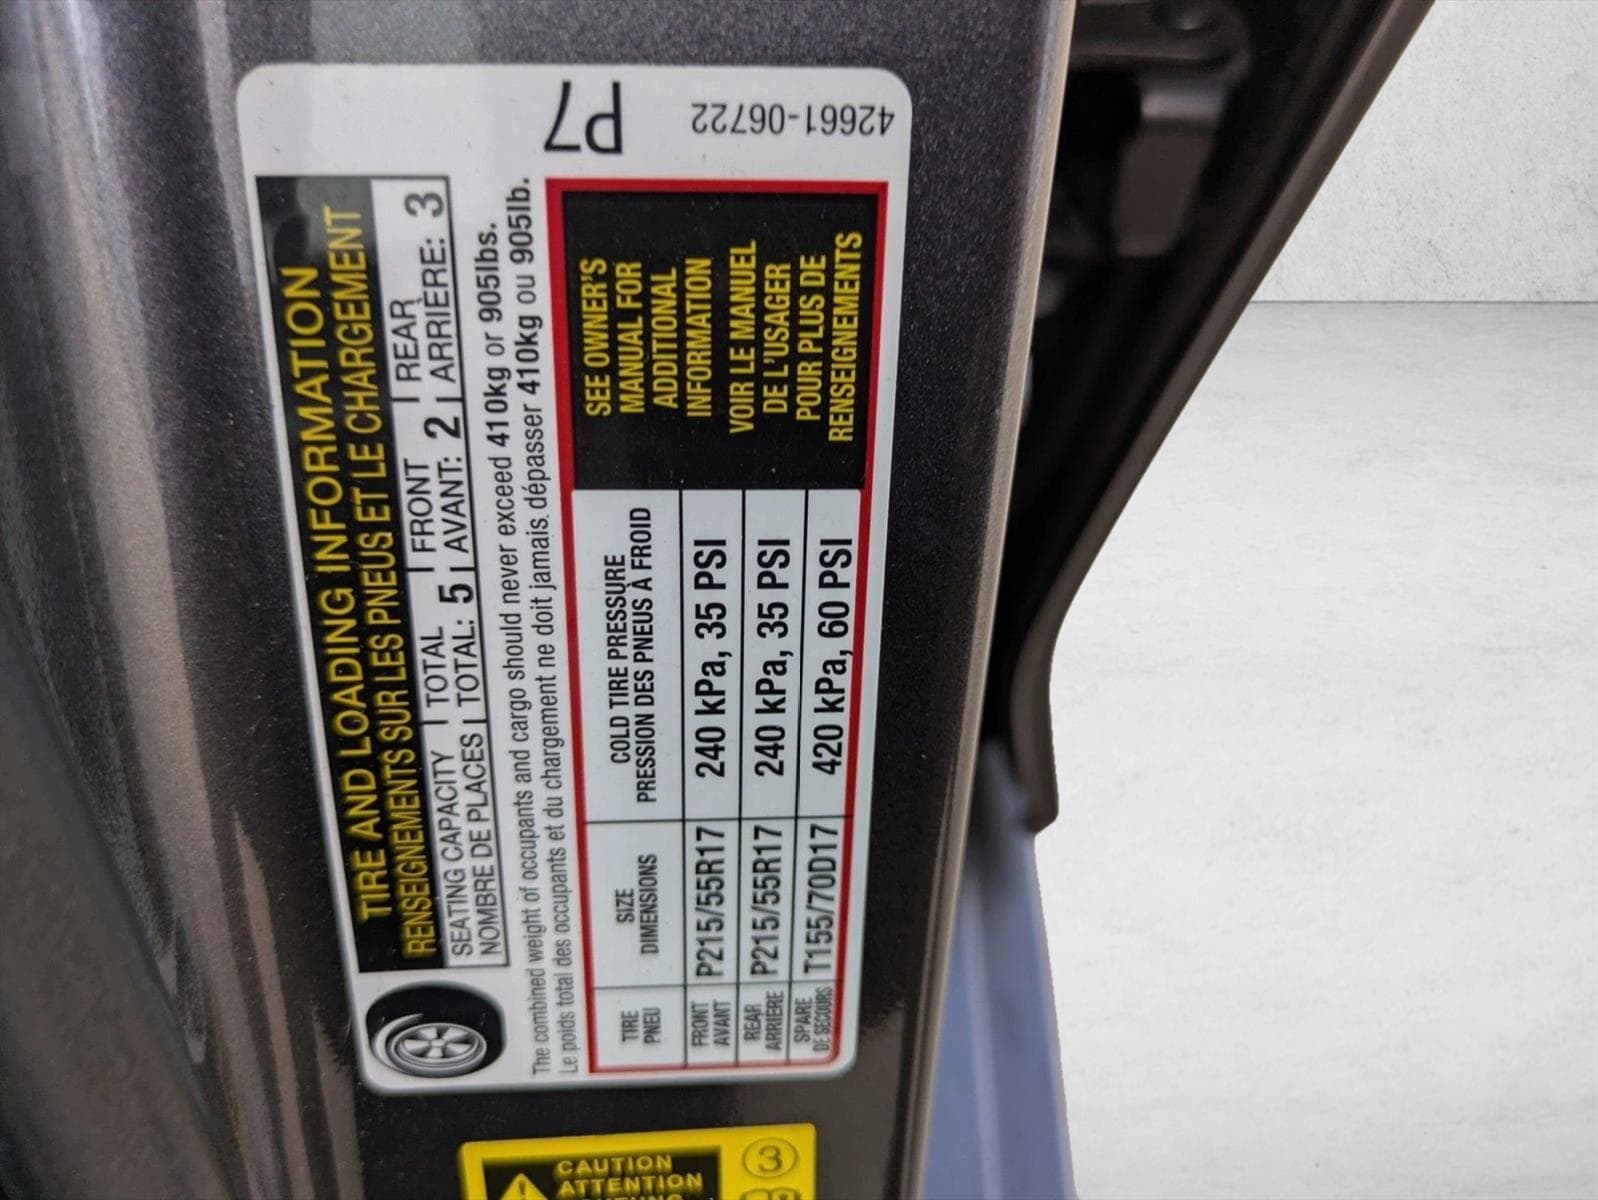 TIRE AND LOADING INFORMATION
RENSEIGNEMENTS SUR LES PNEUS ET LE CHARGEMENT
SEATING CAPACITY TOTAL FRONT REAR
NOMBRE DE PLACES TOTAL: 5 AVANT: 2 ARRIÈRE: 3
The combined weight of occupants and cargo should never exceed 410kg or 905lbs.
Le poids total des occupants et du chargement ne doit jamais dépasser 410kg ou 905lb.
TIRE SIZE COLD TIRE PRESSURE
PNEU DIMENSIONS PRESSION DES PNEUS À FROID
FRONT
AVANT P215/55R17 240 kPa, 35 PSI
REAR
ARRIÈRE P215/55R17 240 kPa, 35 PSI
SPARE
DE SECOURS T155/70D17 420 kPa, 60 PSI
SEE OWNER'S
MANUAL FOR
ADDITIONAL
INFORMATION
VOIR LE MANUEL
DE L'USAGER
POUR PLUS DE
RENSEIGNEMENTS
P7
42661-06722
CAUTION
ATTENTION
3